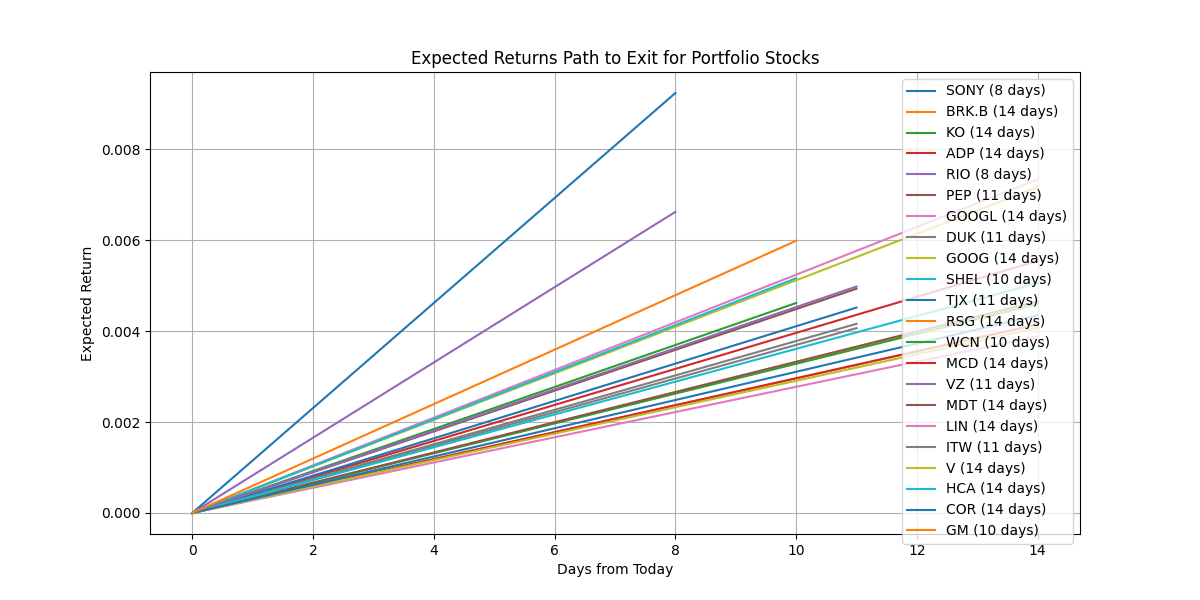 Expected Returns Path to Exit for Portfolio Stocks
Expected Return
0.008
0.006
0.004
0.002
0.000
SONY (8 days)
BRK.B (14 days)
KO (14 days)
ADP (14 days)
RIO (8 days)
PEP (11 days)
GOOGL (14 days)
DUK (11 days)
GOOG (14 days)
SHEL (10 days)
TJX (11 days)
RSG (14 days)
WCN (10 days)
MCD (14 days)
VZ (11 days)
MDT (14 days)
LIN (14 days)
ITW (11 days)
V (14 days)
HCA (14 days)
COR (14 days)
GM (10 days)
0 2 4 6 8 10 12 14
Days from Today